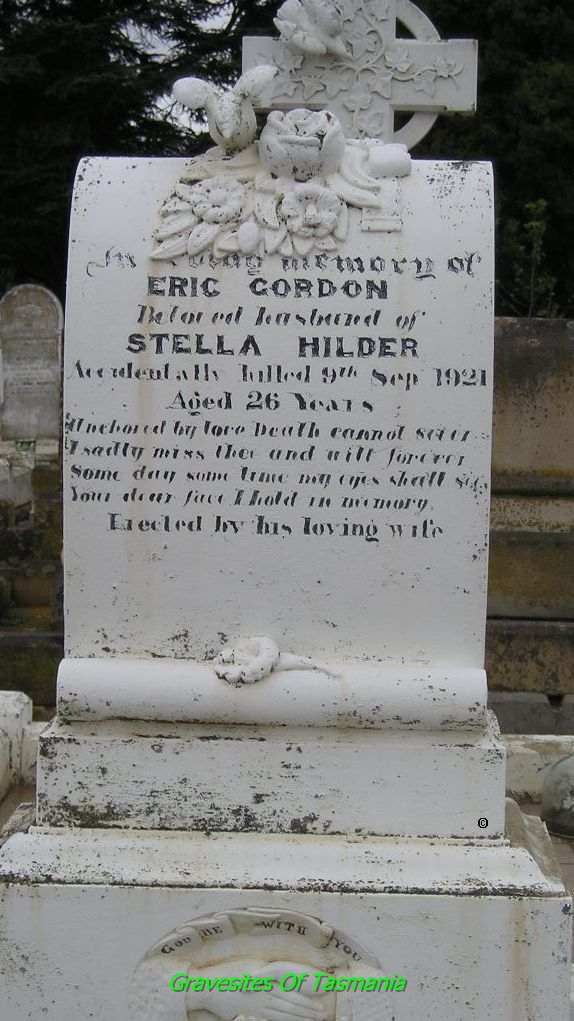 In Loving memory of
ERIC GORDON
Beloved husband of
STELLA HILDER
Accidentally killed 9th Sep 1921
Aged 26 Years
Anchored by love Death cannot sever
I sadly miss thee and will forever
Some day some time my eyes shall see
Your dear face I hold in memory.
Erected by his loving wife
©
GOD BE WITH YOU
Gravesites Of Tasmania